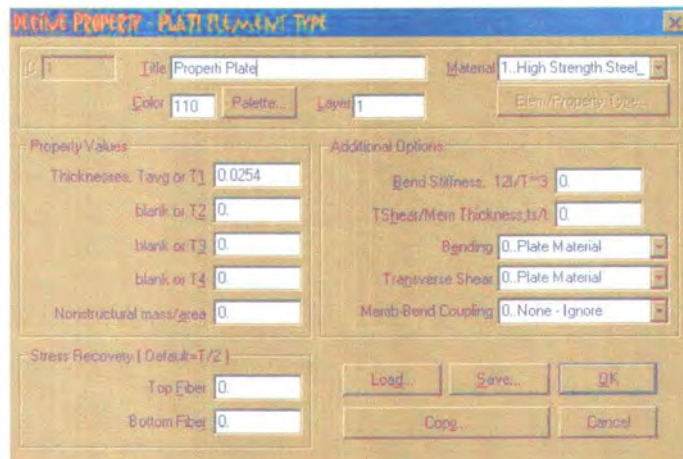 DEFINE PROPERTY - PLATE ELEMENT TYPE
ID 1 Title Properti Plate Material 1..High Strength Steel_
Color 110 Palette... Layer 1 Elem/Property Type...
Property Values
Thicknesses, Tavg or T1 0.0254
blank or T2 0.
blank or T3 0.
blank or T4 0.
Nonstructural mass/area 0.
Additional Options
Bend Stiffness, 12I/T**3 0.
TShear/Mem Thickness,ts/t 0.
Bending 0..Plate Material
Transverse Shear 0..Plate Material
Memb-Bend Coupling 0..None - Ignore
Stress Recovery ( Default=T/2 )
Top Fiber 0.
Bottom Fiber 0.
Load... Save... OK
Copy... Cancel